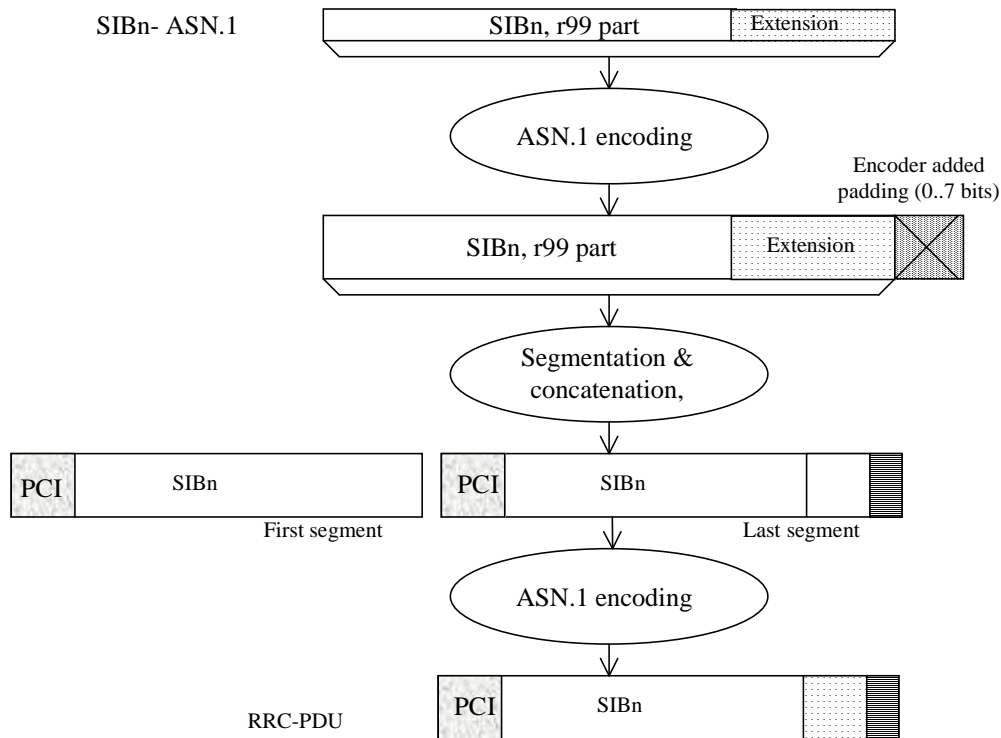 SIBn- ASN.1
SIBn, r99 part
Extension
ASN.1 encoding
Encoder added
padding (0..7 bits)
SIBn, r99 part
Extension
Segmentation &
concatenation,
PCI
SIBn
PCI
SIBn
First segment
Last segment
ASN.1 encoding
PCI
SIBn
RRC-PDU